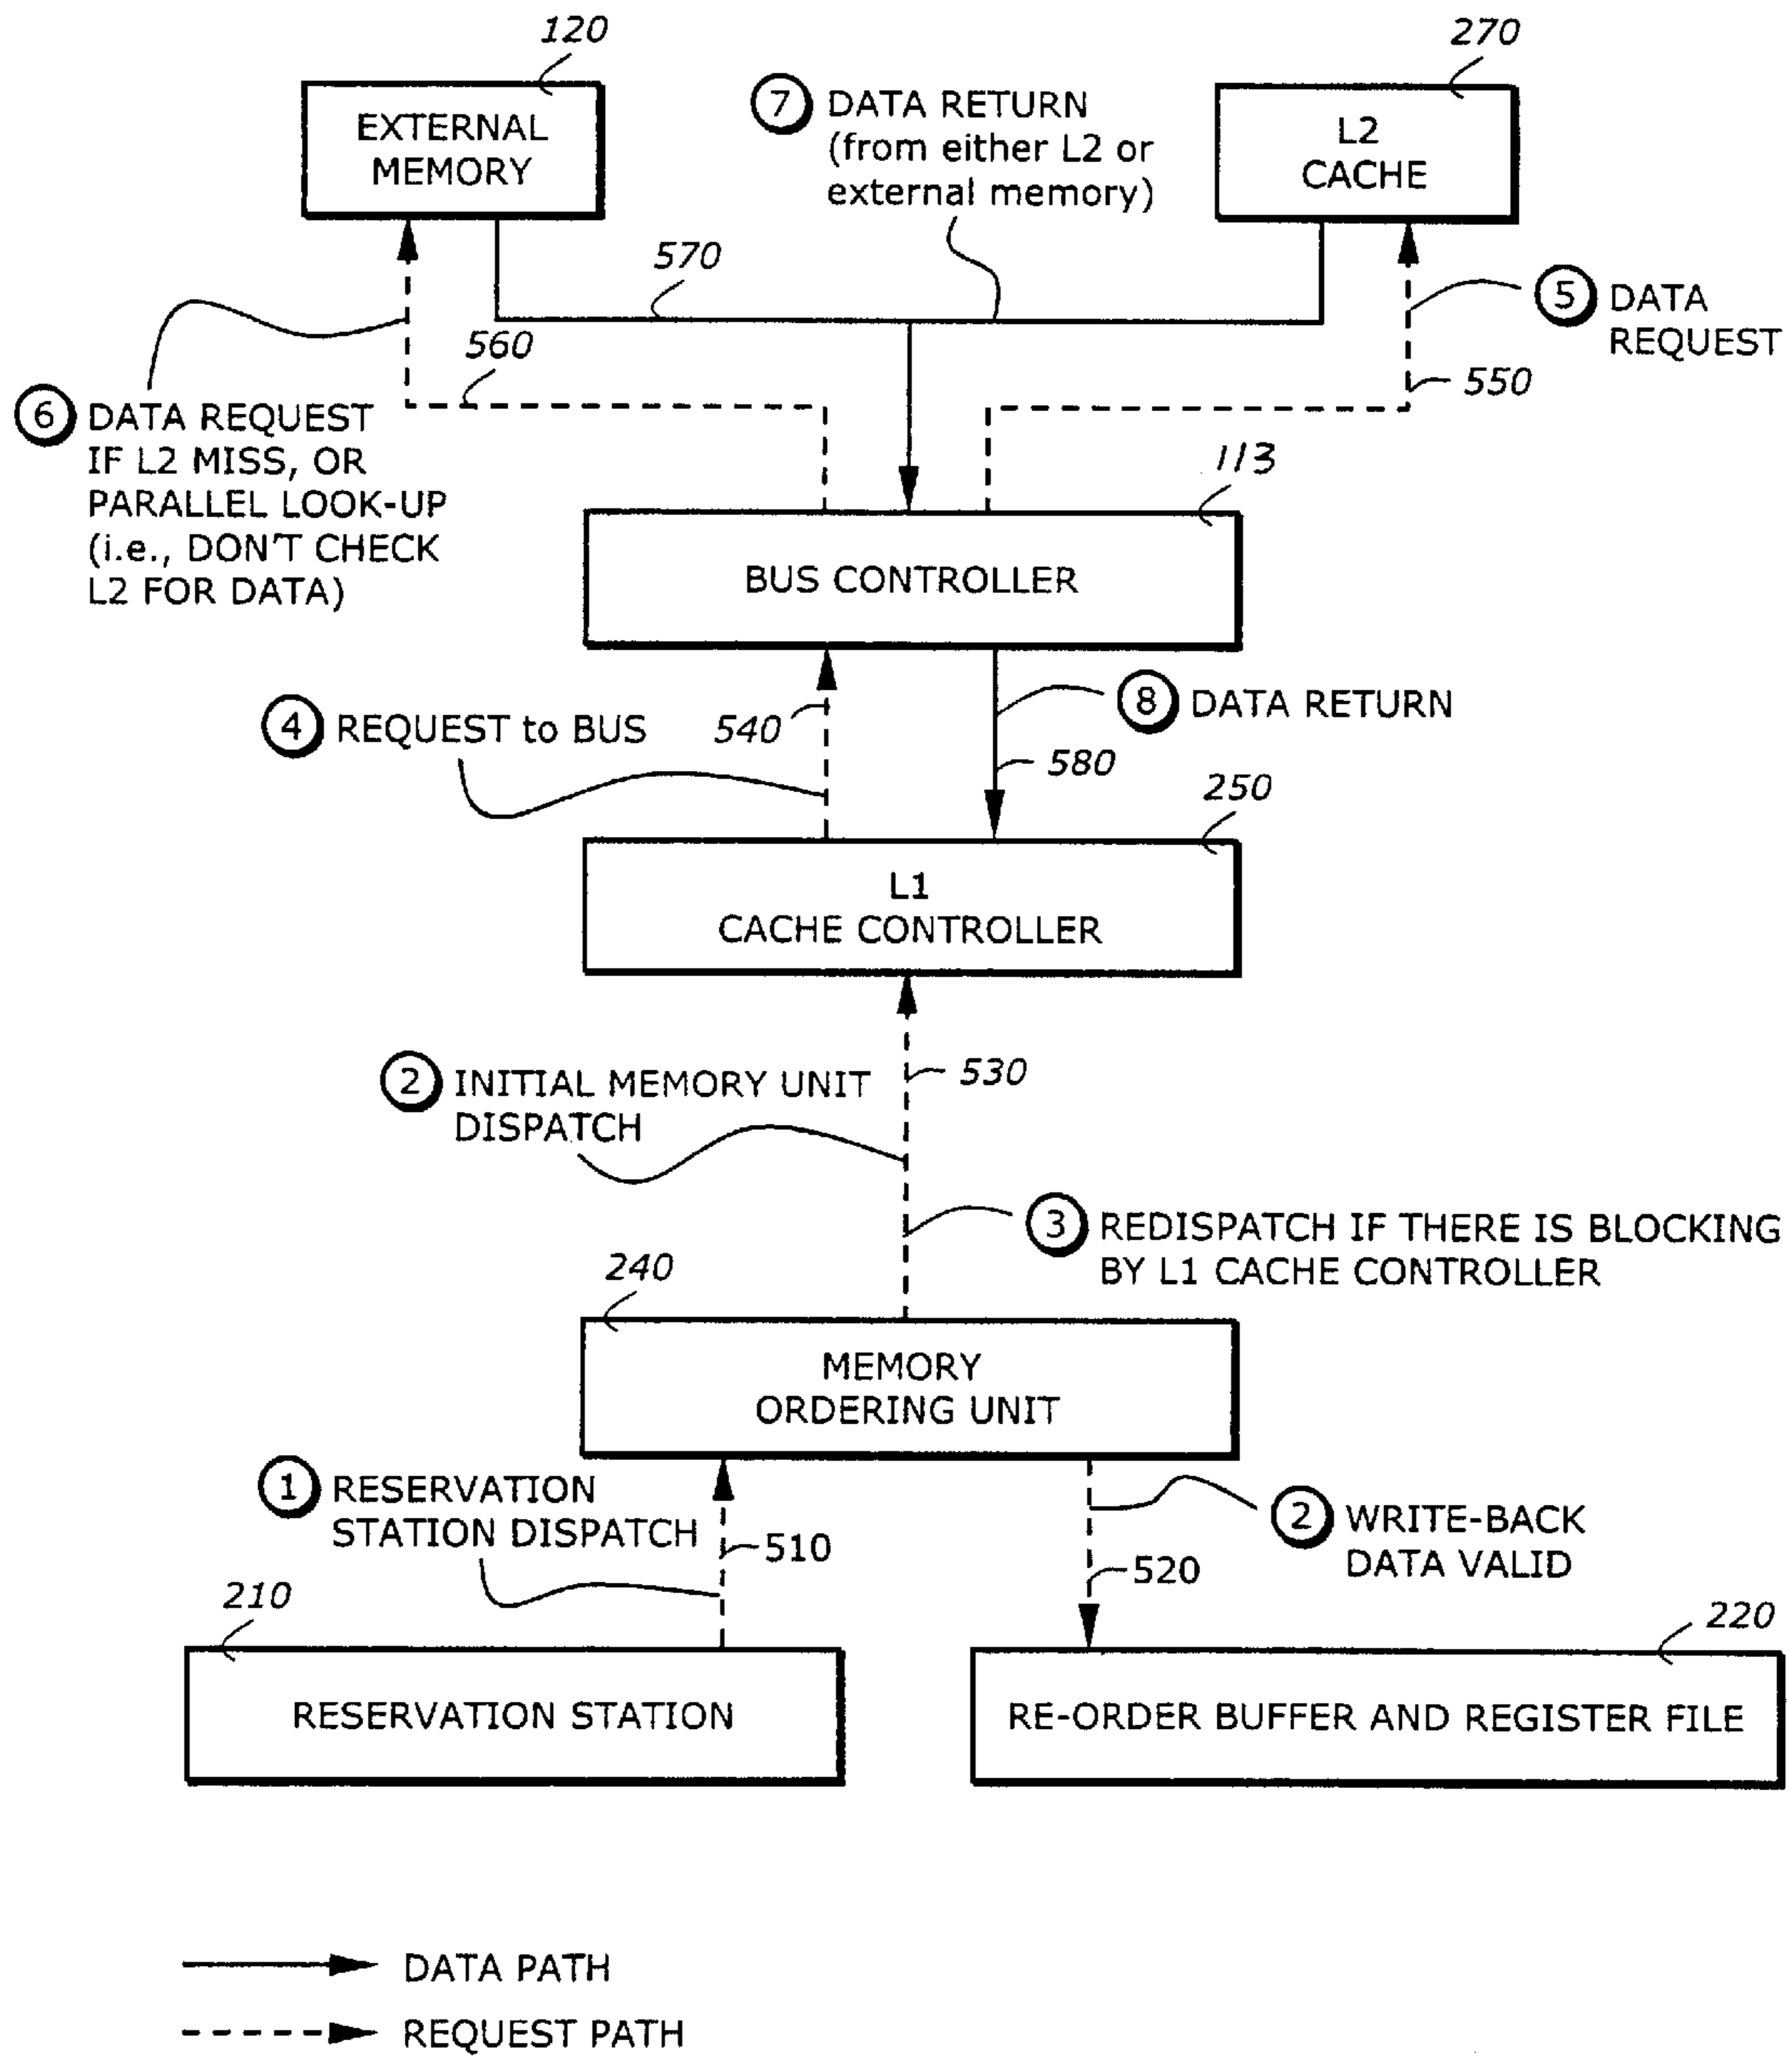 120
270
EXTERNAL
MEMORY
7 DATA RETURN
(from either L2 or
external memory)
L2
CACHE
570
5 DATA
REQUEST
560
550
6 DATA REQUEST
IF L2 MISS, OR
PARALLEL LOOK-UP
(i.e., DON'T CHECK
L2 FOR DATA)
113
BUS CONTROLLER
4 REQUEST to BUS
540
8 DATA RETURN
580
250
L1
CACHE CONTROLLER
2 INITIAL MEMORY UNIT
DISPATCH
530
3 REDISPATCH IF THERE IS BLOCKING
BY L1 CACHE CONTROLLER
240
MEMORY
ORDERING UNIT
1 RESERVATION
STATION DISPATCH
510
2 WRITE-BACK
DATA VALID
520
210
220
RESERVATION STATION
RE-ORDER BUFFER AND REGISTER FILE
DATA PATH
REQUEST PATH